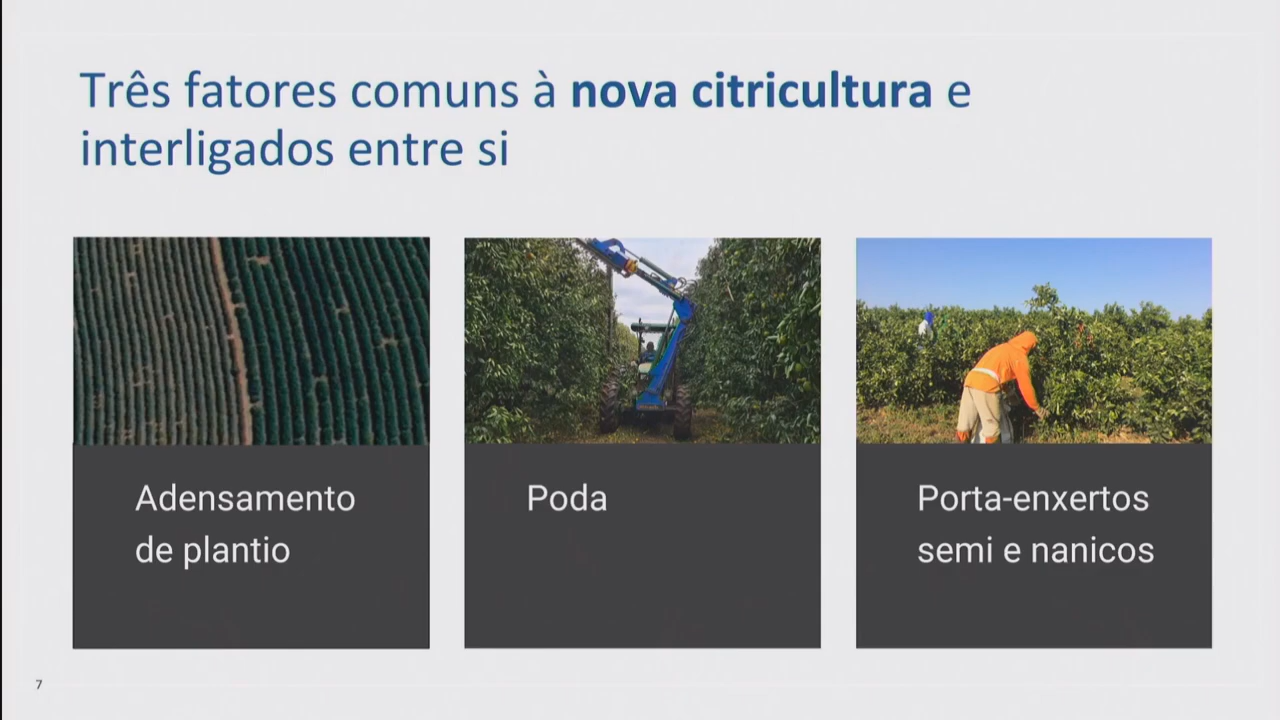 Três fatores comuns à nova citricultura e
interligados entre si
Adensamento
de plantio
Poda
Porta-enxertos
semi e nanicos
7